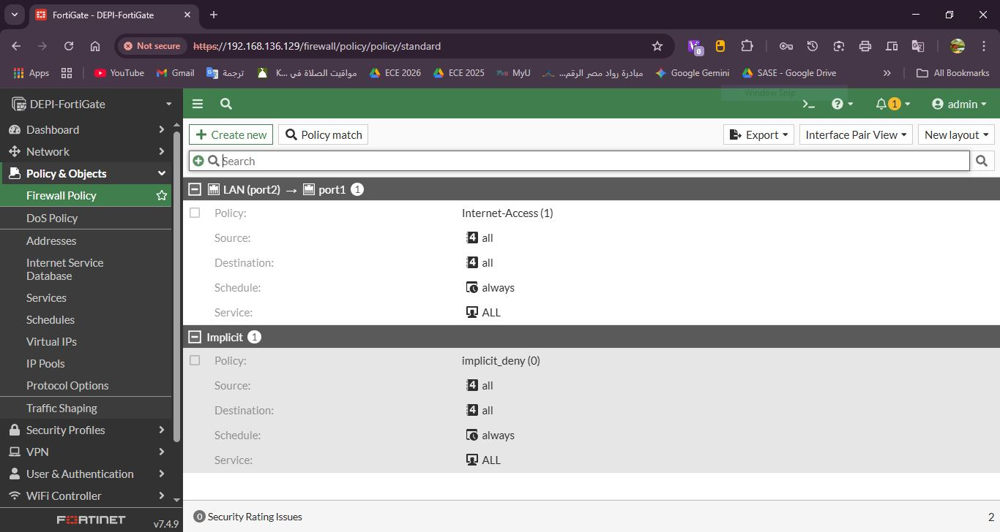 FortiGate - DEPI-FortiGate
Not secure https://192.168.136.129/firewall/policy/policy/standard
0
Apps YouTube Gmail ترجمة مواقيت الصلاة في K... ECE 2026 ECE 2025 MyU مبادرة رواد مصر الرقم... Google Gemini SASE - Google Drive » All Bookmarks
Window Snip
DEPI-FortiGate
1 admin
Dashboard
Network
Policy & Objects
Firewall Policy
DoS Policy
Addresses
Internet Service
Database
Services
Schedules
Virtual IPs
IP Pools
Protocol Options
Traffic Shaping
Security Profiles
VPN
User & Authentication
WiFi Controller
FORTINET v7.4.9
Create new Policy match Export Interface Pair View New layout
Search
LAN (port2) → port1 1
Policy: Internet-Access (1)
Source: 4 all
Destination: 4 all
Schedule: always
Service: ALL
Implicit 1
Policy: implicit_deny (0)
Source: 4 all
Destination: 4 all
Schedule: always
Service: ALL
0 Security Rating Issues 2